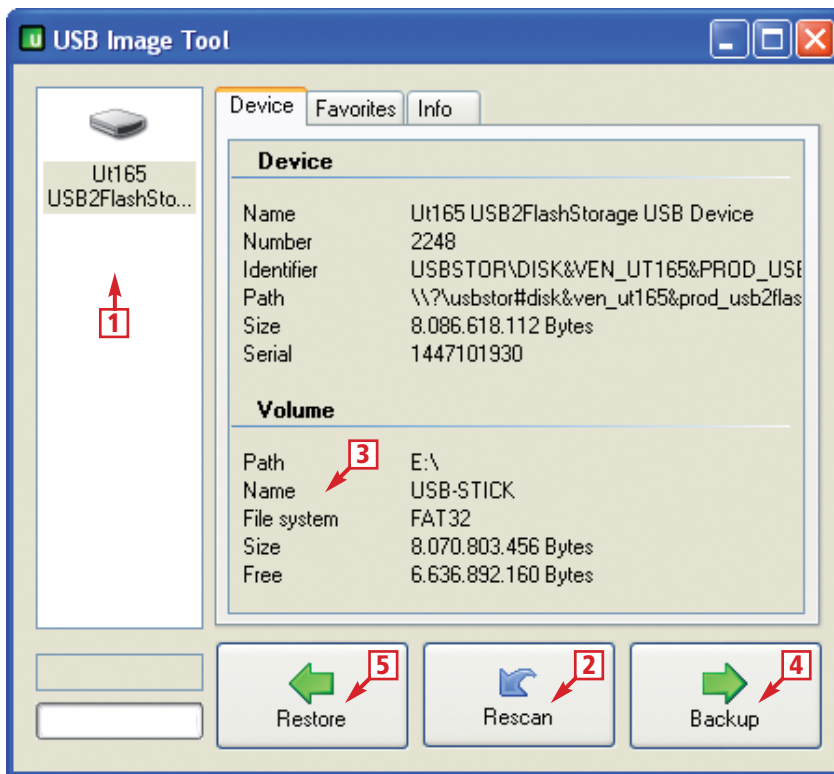 USB Image Tool
Ut165
USB2FlashSto...
1
Device Favorites Info
Device
Name Ut165 USB2FlashStorage USB Device
Number 2248
Identifier USBSTOR\DISK&VEN_UT165&PROD_USB
Path \\?\usbstor#disk&ven_ut165&prod_usb2flas
Size 8.086.618.112 Bytes
Serial 1447101930
Volume
3
Path E:\
Name USB-STICK
File system FAT32
Size 8.070.803.456 Bytes
Free 6.636.892.160 Bytes
5 2 4
Restore Rescan Backup